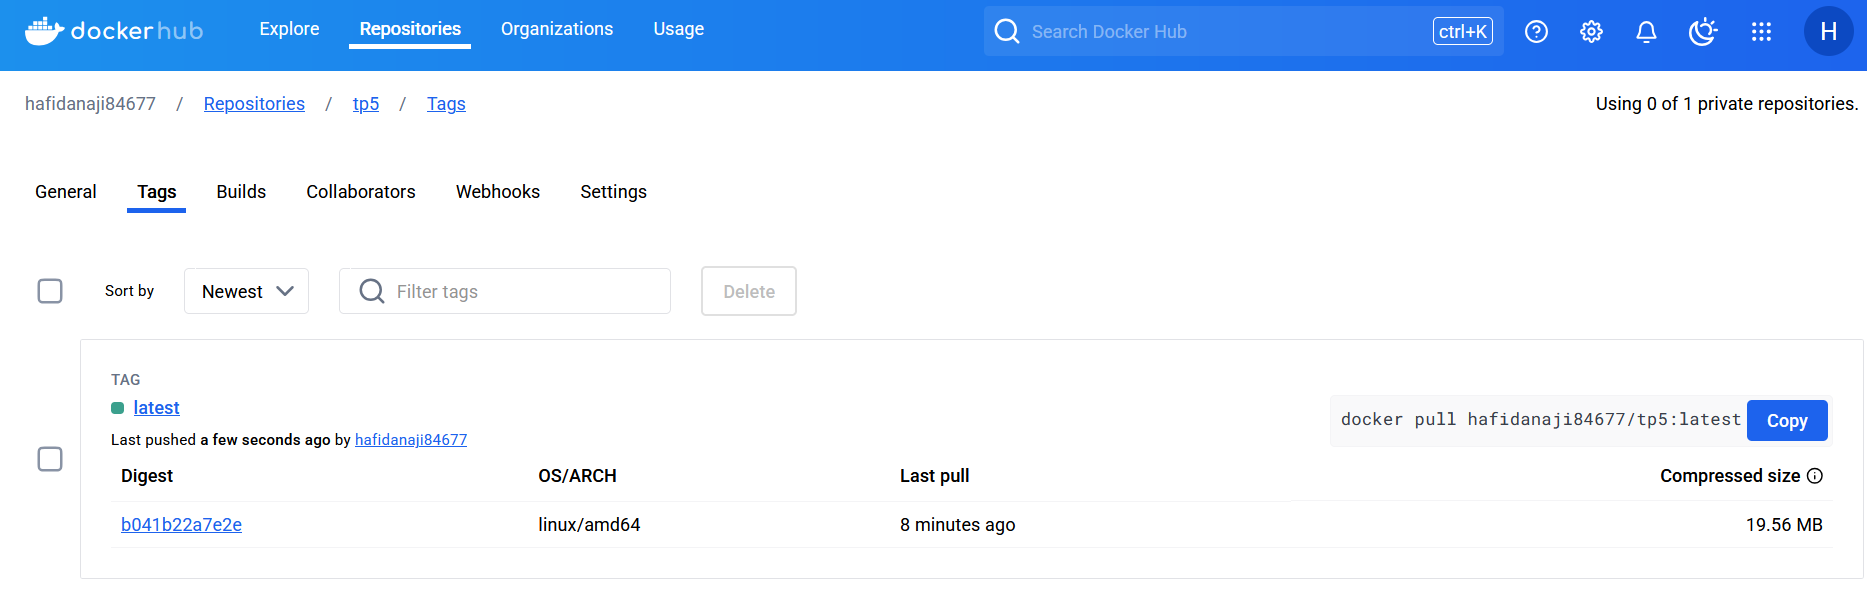 dockerhub Explore Repositories Organizations Usage Search Docker Hub ctrl+K H
hafidanaji84677 / Repositories / tp5 / Tags Using 0 of 1 private repositories.
General Tags Builds Collaborators Webhooks Settings
Sort by Newest Filter tags Delete
TAG
latest
docker pull hafidanaji84677/tp5:latest Copy
Last pushed a few seconds ago by hafidanaji84677
Digest OS/ARCH Last pull Compressed size
b041b22a7e2e linux/amd64 8 minutes ago 19.56 MB